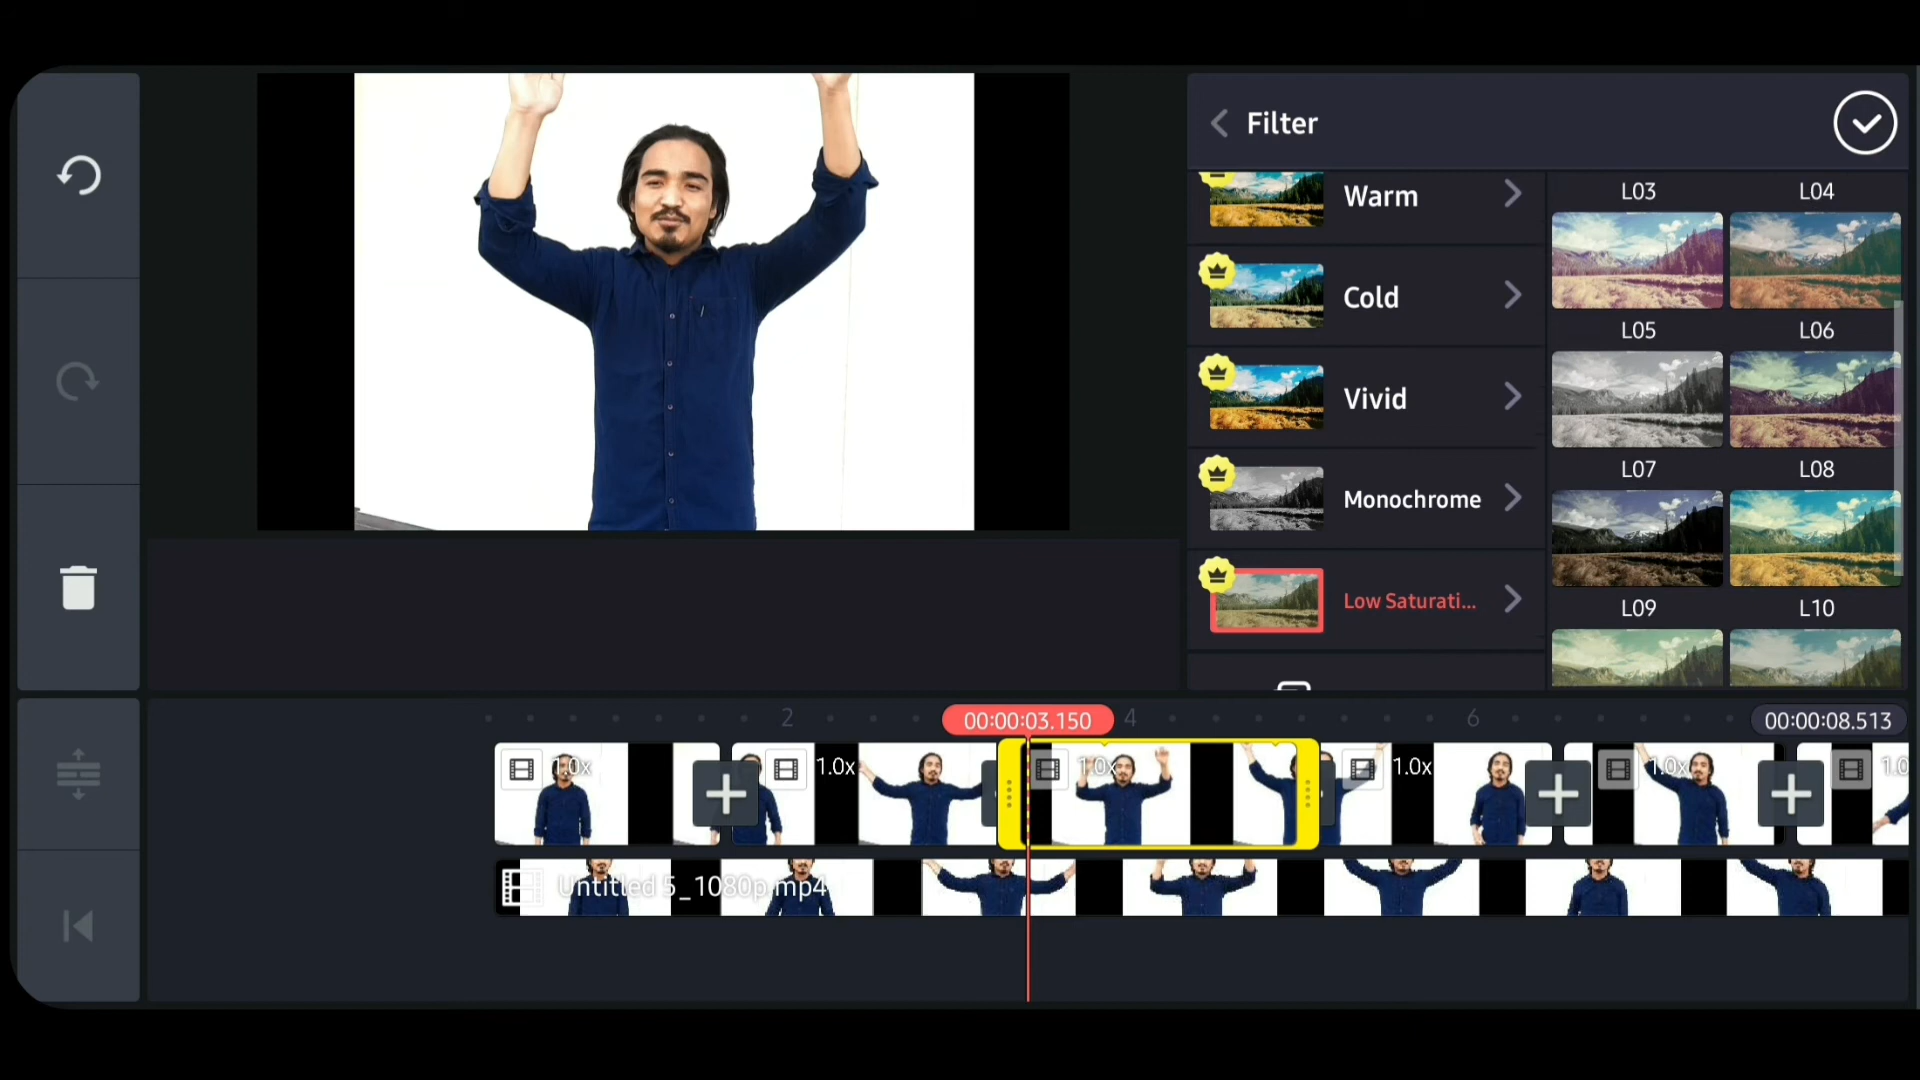 Filter
Warm
Cold
Vivid
Monochrome
Low Saturati...
L03
L04
L05
L06
L07
L08
L09
L10
2
00:00:03.150
4
6
00:00:08.513
1.0x
1.0x
1.0x
1.0x
1.0x
1.0
Untitled 5_1080p.mp4